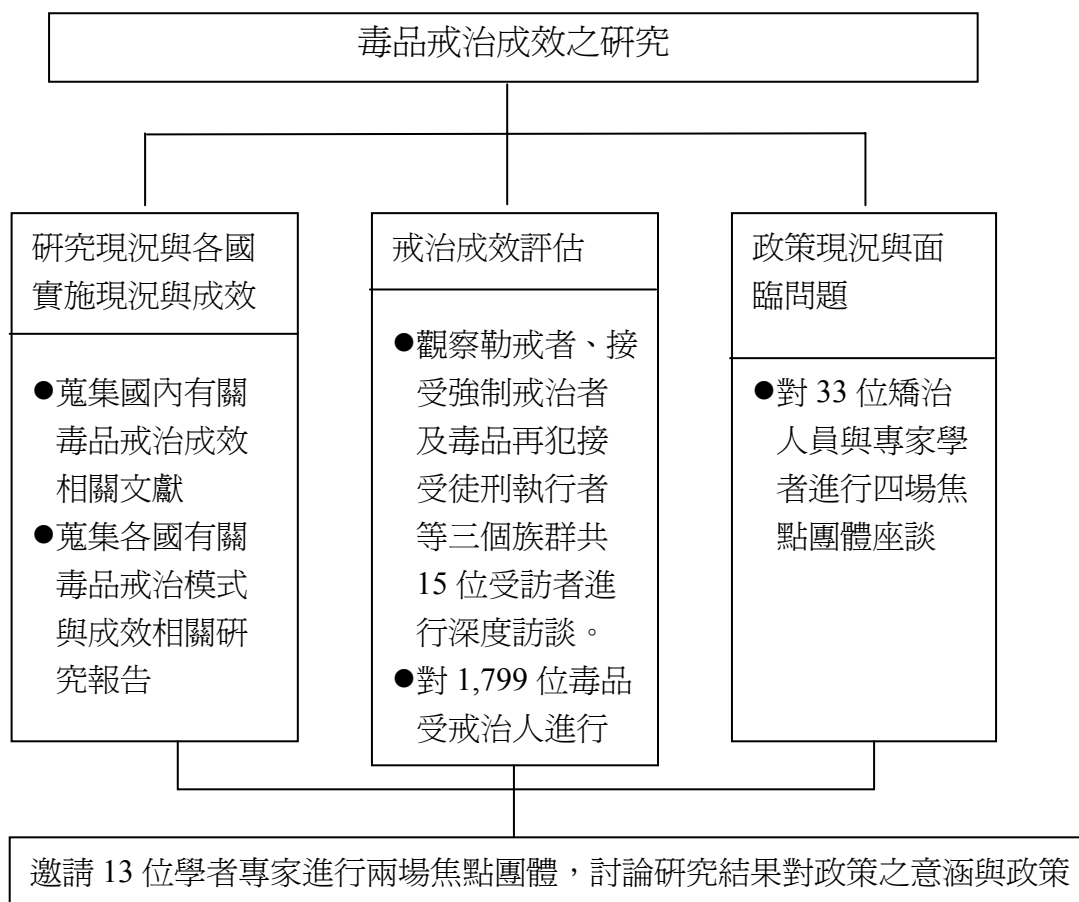 毒品戒治成效之研究
研究現況與各國
實施現況與成效
●蒐集國內有關
毒品戒治成效
相關文獻
●蒐集各國有關
毒品戒治模式
與成效相關研
究報告
戒治成效評估
●觀察勒戒者、接
受強制戒治者
及毒品再犯接
受徒刑執行者
等三個族群共
15 位受訪者進
行深度訪談。
●對 1,799 位毒品
受戒治人進行
政策現況與面
臨問題
●對 33 位矯治
人員與專家學
者進行四場焦
點團體座談
邀請 13 位學者專家進行兩場焦點團體，討論研究結果對政策之意涵與政策